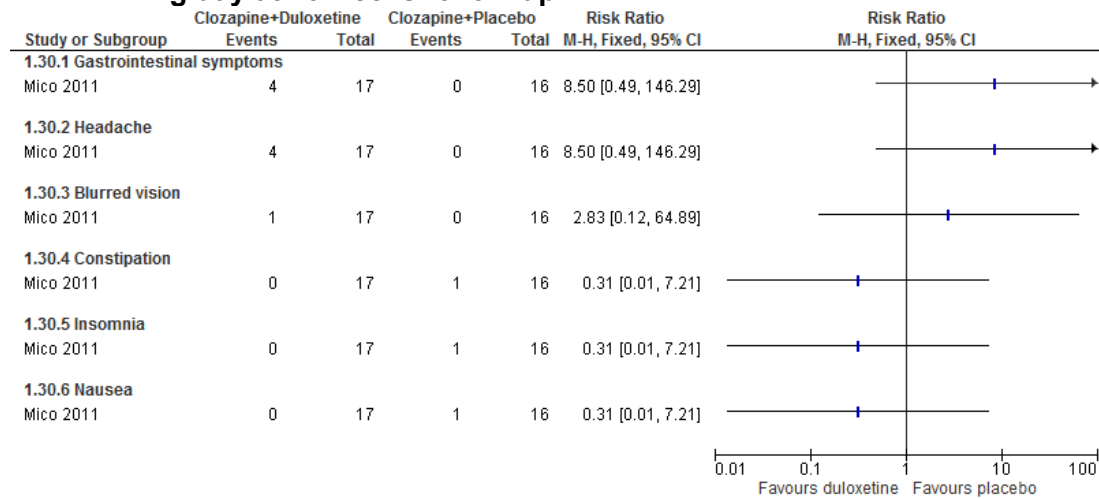 Clozapine+Duloxetine Clozapine+Placebo Risk Ratio Risk Ratio
Study or Subgroup Events Total Events Total M-H, Fixed, 95% CI M-H, Fixed, 95% CI
1.30.1 Gastrointestinal symptoms
Mico 2011 4 17 0 16 8.50 [0.49, 146.29]
1.30.2 Headache
Mico 2011 4 17 0 16 8.50 [0.49, 146.29]
1.30.3 Blurred vision
Mico 2011 1 17 0 16 2.83 [0.12, 64.89]
1.30.4 Constipation
Mico 2011 0 17 1 16 0.31 [0.01, 7.21]
1.30.5 Insomnia
Mico 2011 0 17 1 16 0.31 [0.01, 7.21]
1.30.6 Nausea
Mico 2011 0 17 1 16 0.31 [0.01, 7.21]
0.01 0.1 1 10 100
Favours duloxetine Favours placebo